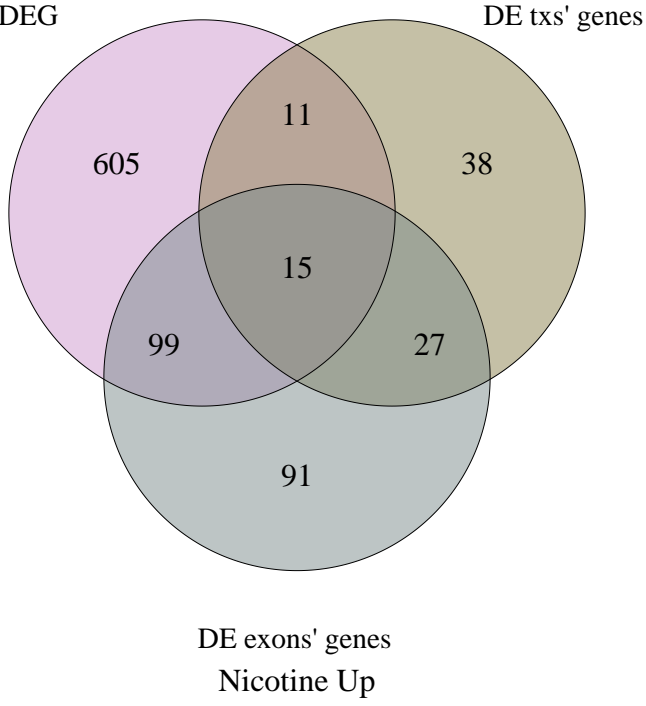 DEG
DE txs' genes
11
605
38
15
99
27
91
DE exons' genes
Nicotine Up